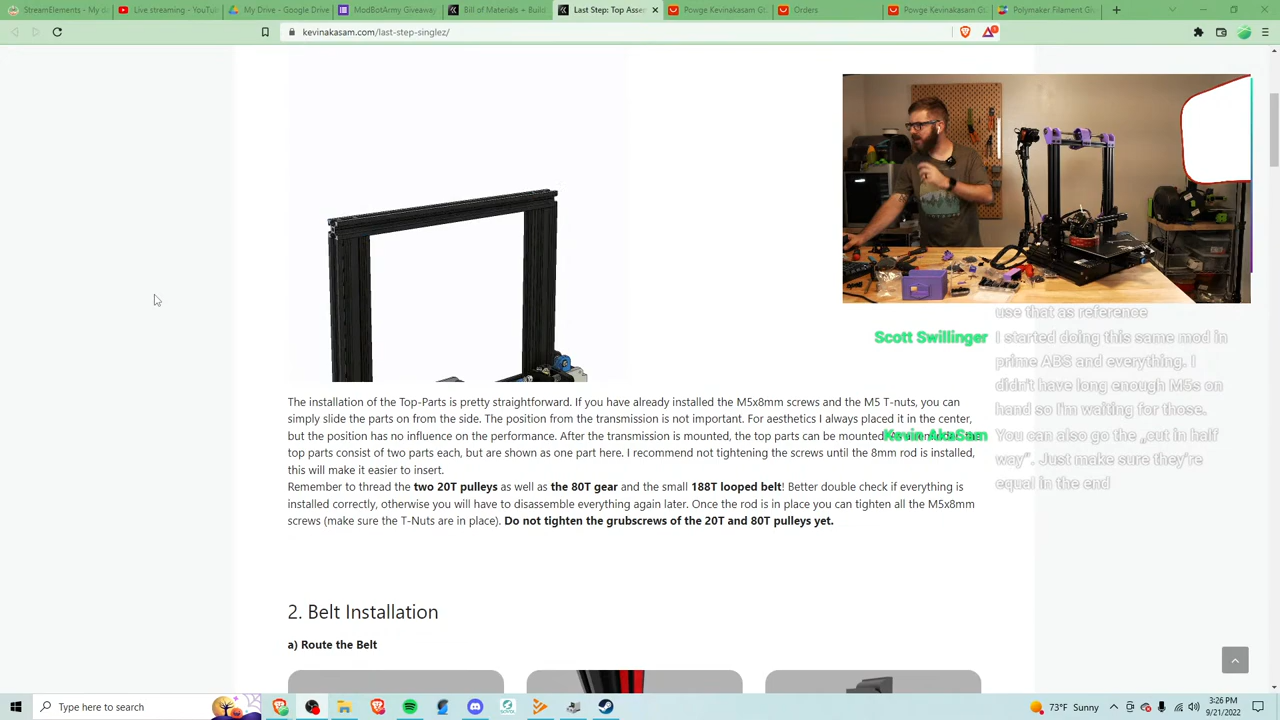 StreamElements - My da
Live streaming - YouTu
My Drive - Google Drive
ModBotArmy Giveaway
Bill of Materials + Build
Last Step: Top Asse
Powge Kevinakasam Gt
Orders
Powge Kevinakasam Gt
Polymaker Filament Giv
kevinakasam.com/last-step-singlez/
use that as reference
Scott Swillinger I started doing this same mod in
prime ABS and everything. I
didn't have long enough M5s on
hand so I'm waiting for those.
Kevin AkaSam You can also go the „cut in half
way". Just make sure they're
equal in the end
The installation of the Top-Parts is pretty straightforward. If you have already installed the M5x8mm screws and the M5 T-nuts, you can
simply slide the parts on from the side. The position from the transmission is not important. For aesthetics I always placed it in the center,
but the position has no influence on the performance. After the transmission is mounted, the top parts can be mounted
top parts consist of two parts each, but are shown as one part here. I recommend not tightening the screws until the 8mm rod is installed,
this will make it easier to insert.
Remember to thread the two 20T pulleys as well as the 80T gear and the small 188T looped belt! Better double check if everything is
installed correctly, otherwise you will have to disassemble everything again later. Once the rod is in place you can tighten all the M5x8mm
screws (make sure the T-Nuts are in place). Do not tighten the grubscrews of the 20T and 80T pulleys yet.
2. Belt Installation
a) Route the Belt
Type here to search
73°F Sunny
3:26 PM
9/21/2022